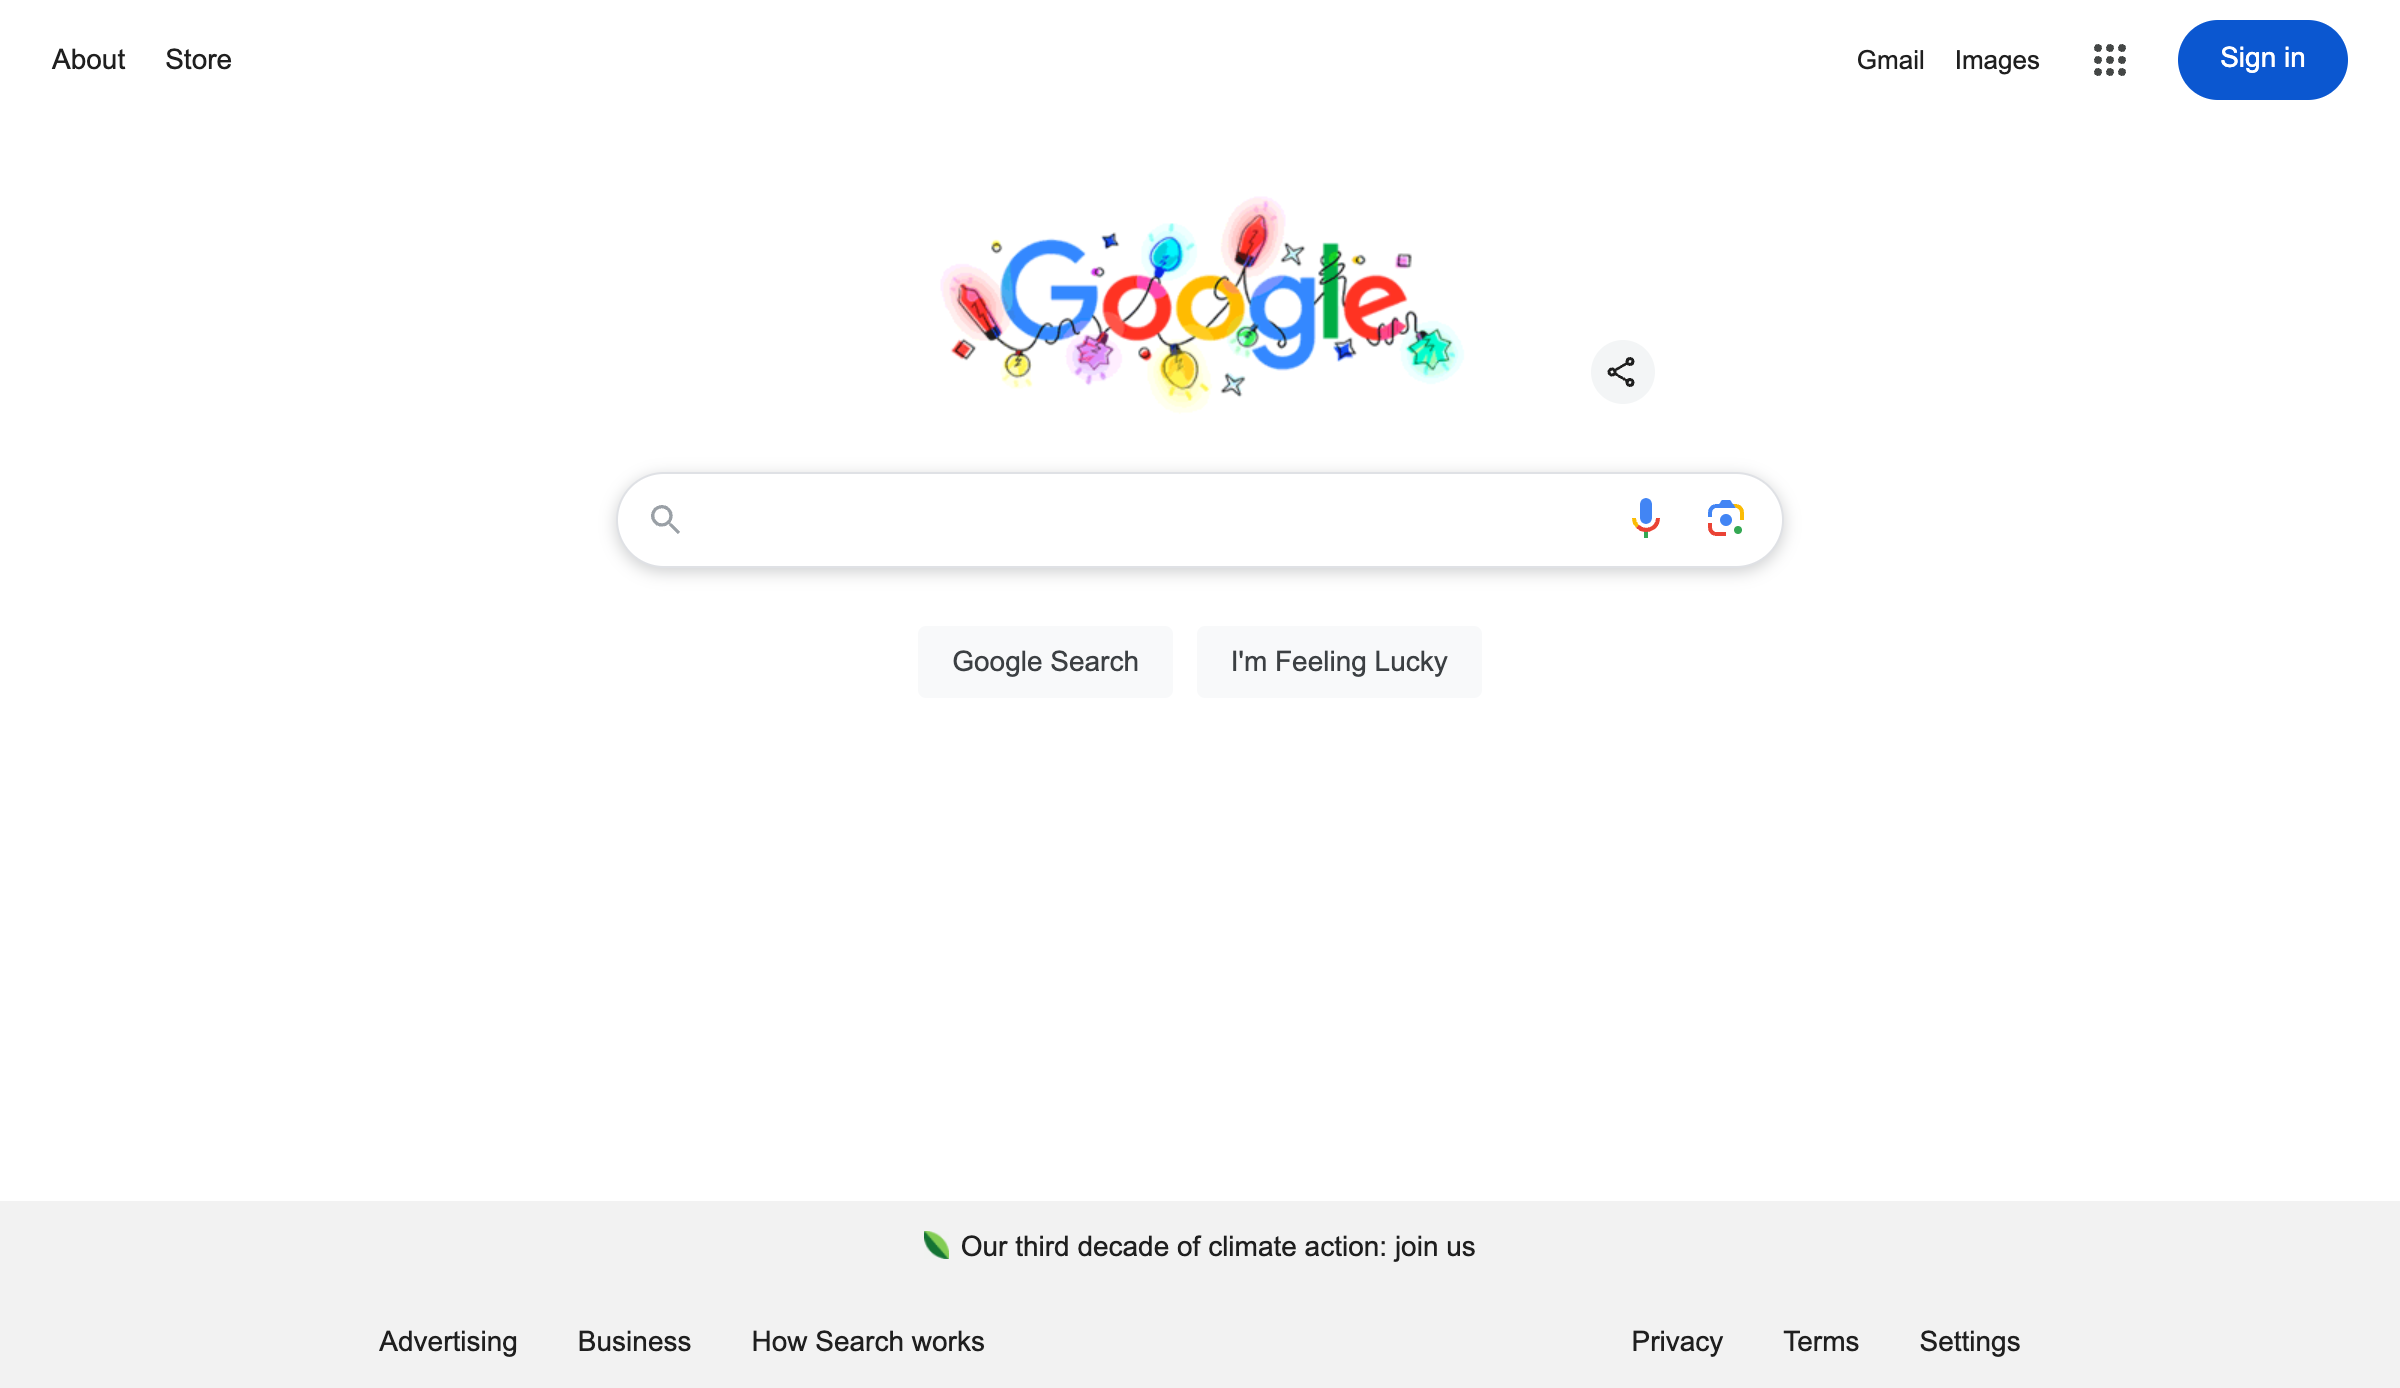 About Store Gmail Images Sign in
Google
Google Search I'm Feeling Lucky
Our third decade of climate action: join us
Advertising Business How Search works Privacy Terms Settings